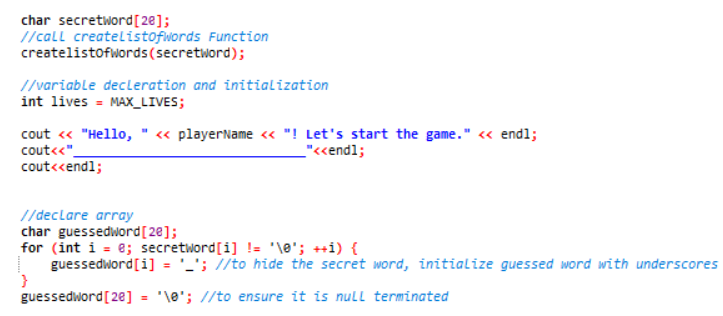 char secretWord[20];
//call createlistOfWords Function
createlistOfWords(secretWord);
//variable decleration and initialization
int lives = MAX_LIVES;
cout << "Hello, " << playerName << "! Let's start the game." << endl;
cout<<"_______________________________"<<endl;
cout<<endl;
//declare array
char guessedWord[20];
for (int i = 0; secretWord[i] != '\0'; ++i) {
guessedWord[i] = '_'; //to hide the secret word, initialize guessed word with underscores
}
guessedWord[20] = '\0'; //to ensure it is null terminated